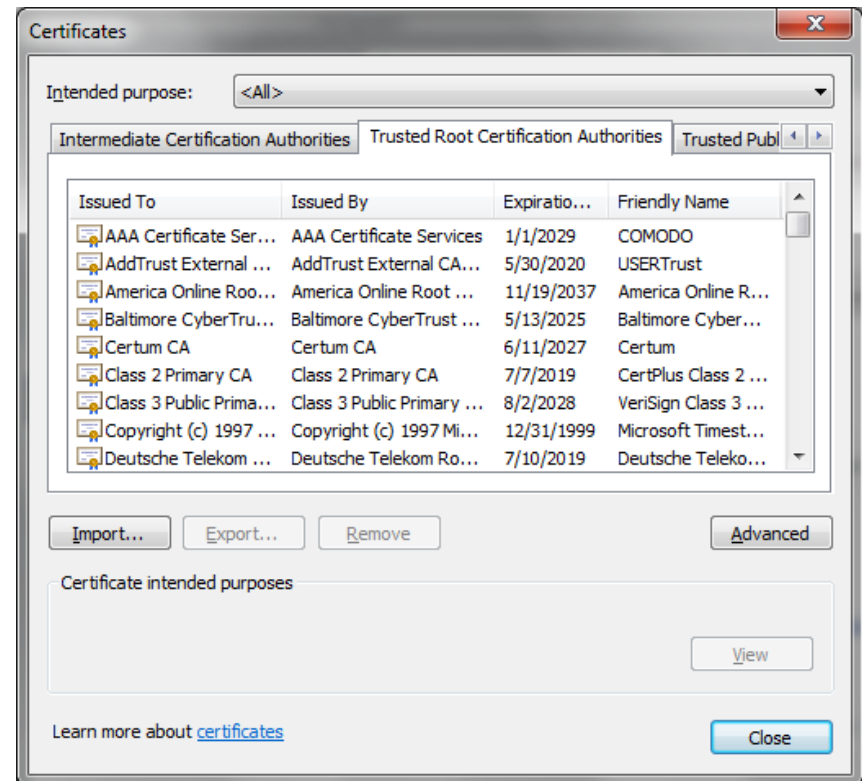 Certificates
Intended purpose: <All>
Intermediate Certification Authorities Trusted Root Certification Authorities Trusted Publ
Issued To Issued By Expiratio... Friendly Name
AAA Certificate Ser... AAA Certificate Services 1/1/2029 COMODO
AddTrust External ... AddTrust External CA... 5/30/2020 USERTrust
America Online Roo... America Online Root ... 11/19/2037 America Online R...
Baltimore CyberTru... Baltimore CyberTrust ... 5/13/2025 Baltimore Cyber...
Certum CA Certum CA 6/11/2027 Certum
Class 2 Primary CA Class 2 Primary CA 7/7/2019 CertPlus Class 2 ...
Class 3 Public Prima... Class 3 Public Primary ... 8/2/2028 VeriSign Class 3 ...
Copyright (c) 1997 ... Copyright (c) 1997 Mi... 12/31/1999 Microsoft Timest...
Deutsche Telekom ... Deutsche Telekom Ro... 7/10/2019 Deutsche Teleko...
Import... Export... Remove Advanced
Certificate intended purposes
View
Learn more about certificates
Close